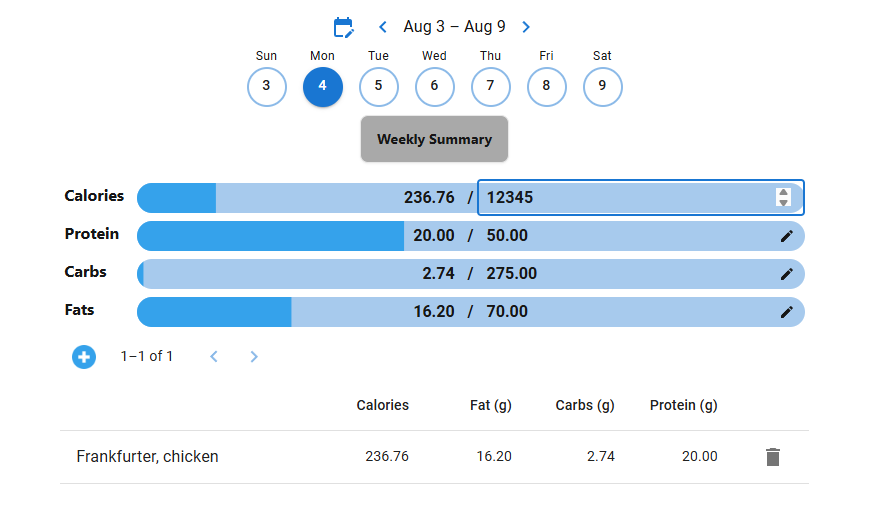 Aug 3 – Aug 9
Sun Mon Tue Wed Thu Fri Sat
3 4 5 6 7 8 9
Weekly Summary
Calories 236.76 / 12345
Protein 20.00 / 50.00
Carbs 2.74 / 275.00
Fats 16.20 / 70.00
1–1 of 1
Calories Fat (g) Carbs (g) Protein (g)
Frankfurter, chicken 236.76 16.20 2.74 20.00